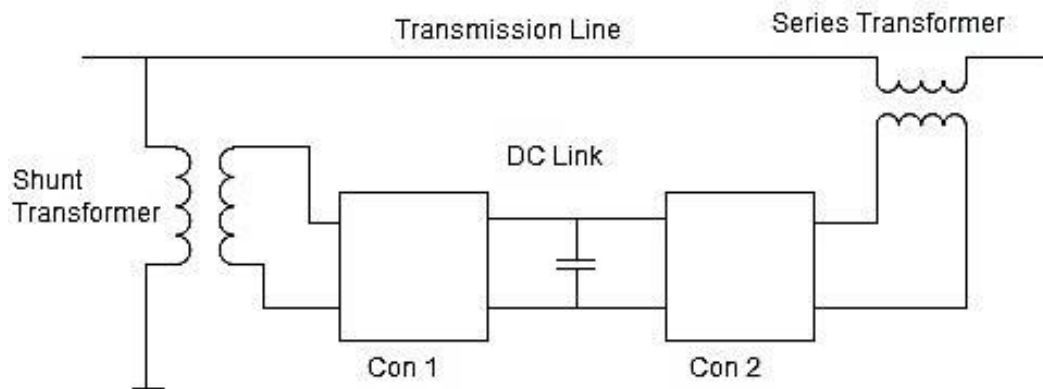 Transmission Line
Series Transformer
DC Link
Shunt
Transformer
Con 1
Con 2